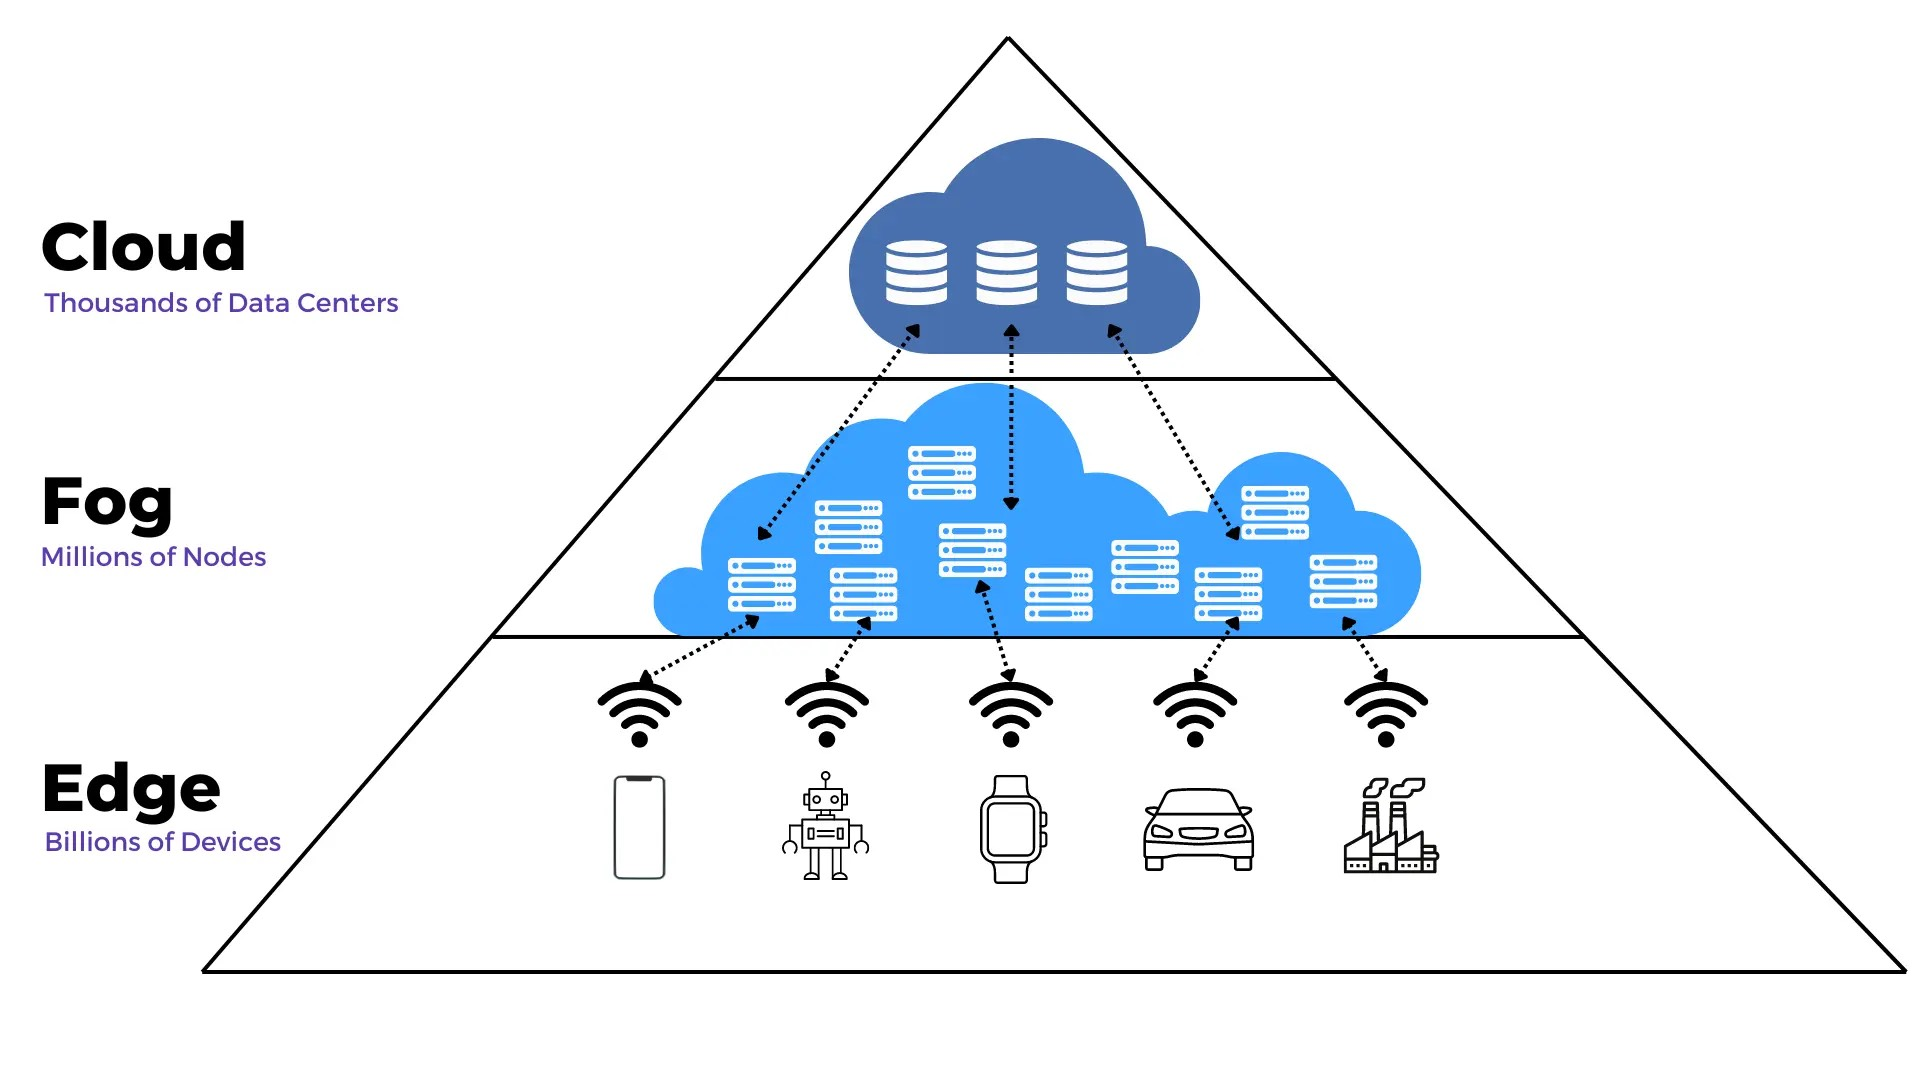 Cloud
Thousands of Data Centers
Fog
Millions of Nodes
Edge
Billions of Devices